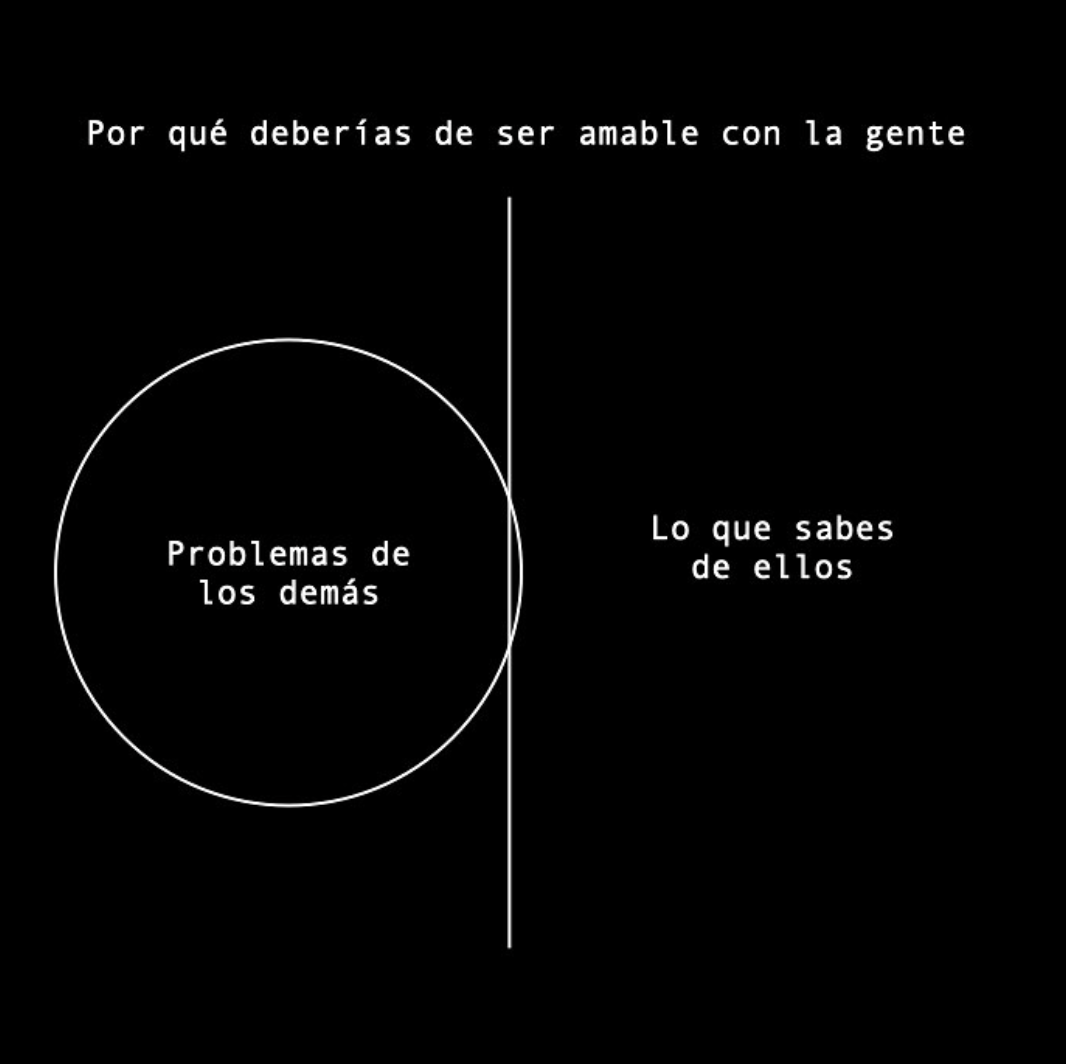 Por qué deberías de ser amable con la gente
Problemas de
los demás
Lo que sabes
de ellos